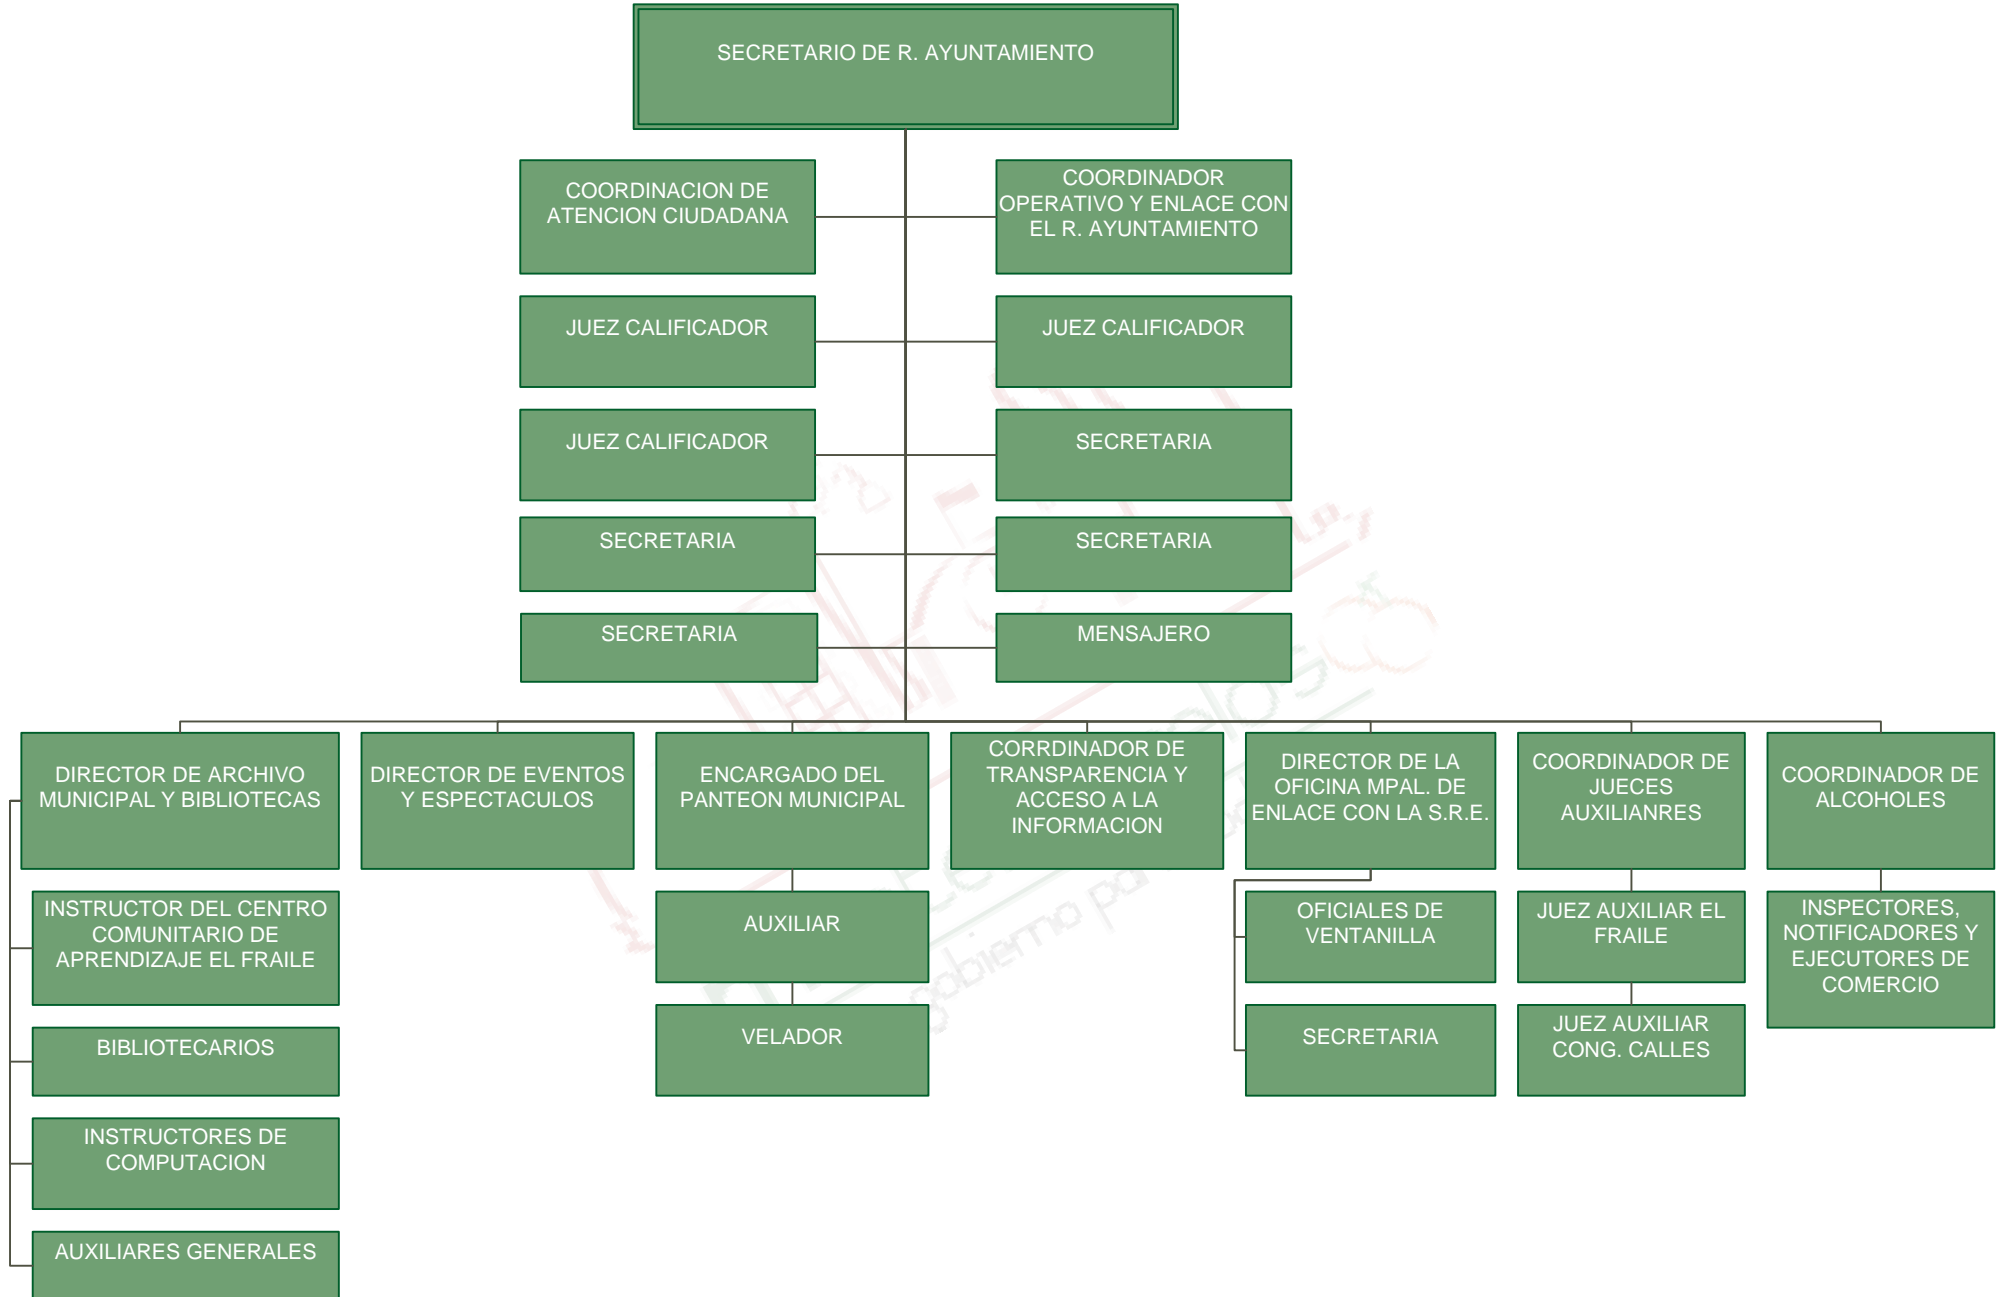 SECRETARIO DE R. AYUNTAMIENTO
COORDINACION DE
ATENCION CIUDADANA
COORDINADOR
OPERATIVO Y ENLACE CON
EL R. AYUNTAMIENTO
JUEZ CALIFICADOR
JUEZ CALIFICADOR
JUEZ CALIFICADOR
SECRETARIA
SECRETARIA
SECRETARIA
SECRETARIA
MENSAJERO
DIRECTOR DE ARCHIVO
MUNICIPAL Y BIBLIOTECAS
DIRECTOR DE EVENTOS
Y ESPECTACULOS
ENCARGADO DEL
PANTEON MUNICIPAL
CORRDINADOR DE
TRANSPARENCIA Y
ACCESO A LA
INFORMACION
DIRECTOR DE LA
OFICINA MPAL. DE
ENLACE CON LA S.R.E.
COORDINADOR DE
JUECES
AUXILIANRES
COORDINADOR DE
ALCOHOLES
INSTRUCTOR DEL CENTRO
COMUNITARIO DE
APRENDIZAJE EL FRAILE
AUXILIAR
OFICIALES DE
VENTANILLA
JUEZ AUXILIAR EL
FRAILE
INSPECTORES,
NOTIFICADORES Y
EJECUTORES DE
COMERCIO
BIBLIOTECARIOS
VELADOR
SECRETARIA
JUEZ AUXILIAR
CONG. CALLES
INSTRUCTORES DE
COMPUTACION
AUXILIARES GENERALES
gobierno